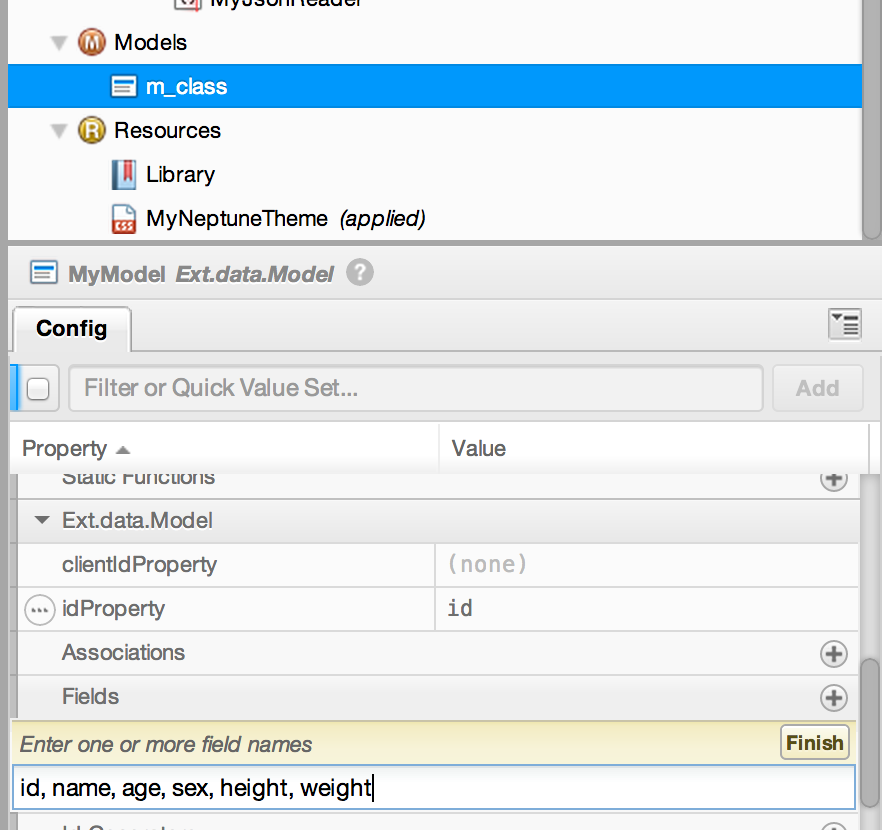 MyJsonReader
Models
m_class
Resources
Library
MyNeptuneTheme (applied)
MyModel Ext.data.Model ?
Config
Filter or Quick Value Set... Add
Property Value
Static Functions
Ext.data.Model
clientIdProperty (none)
idProperty id
Associations
Fields
Enter one or more field names Finish
id, name, age, sex, height, weight